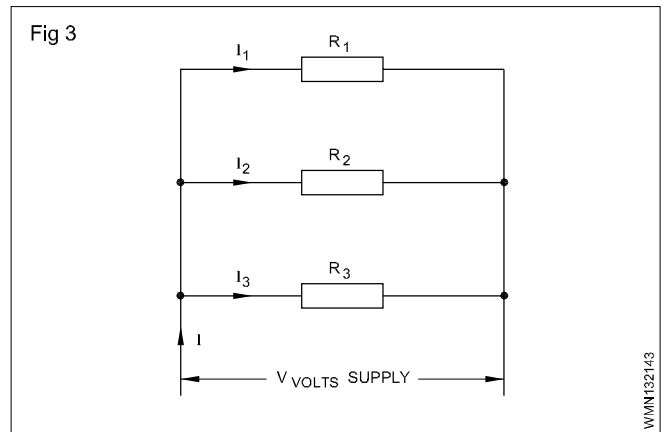 Fig 3
I1
R1
I2
R2
I3
R3
I
V VOLTS SUPPLY
WMN132143